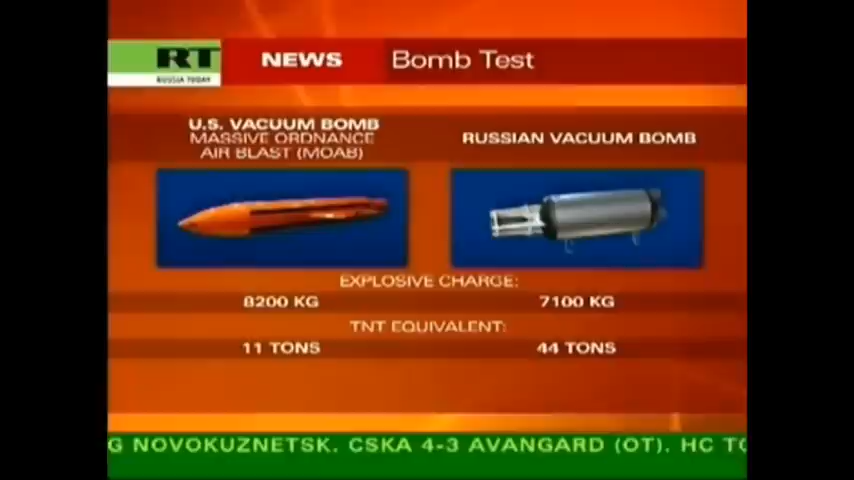 RT
RUSSIA TODAY
NEWS
Bomb Test
U.S. VACUUM BOMB
MASSIVE ORDNANCE
AIR BLAST (MOAB)
RUSSIAN VACUUM BOMB
EXPLOSIVE CHARGE:
8200 KG
7100 KG
TNT EQUIVALENT:
11 TONS
44 TONS
G NOVOKUZNETSK. CSKA 4-3 AVANGARD (OT). HC